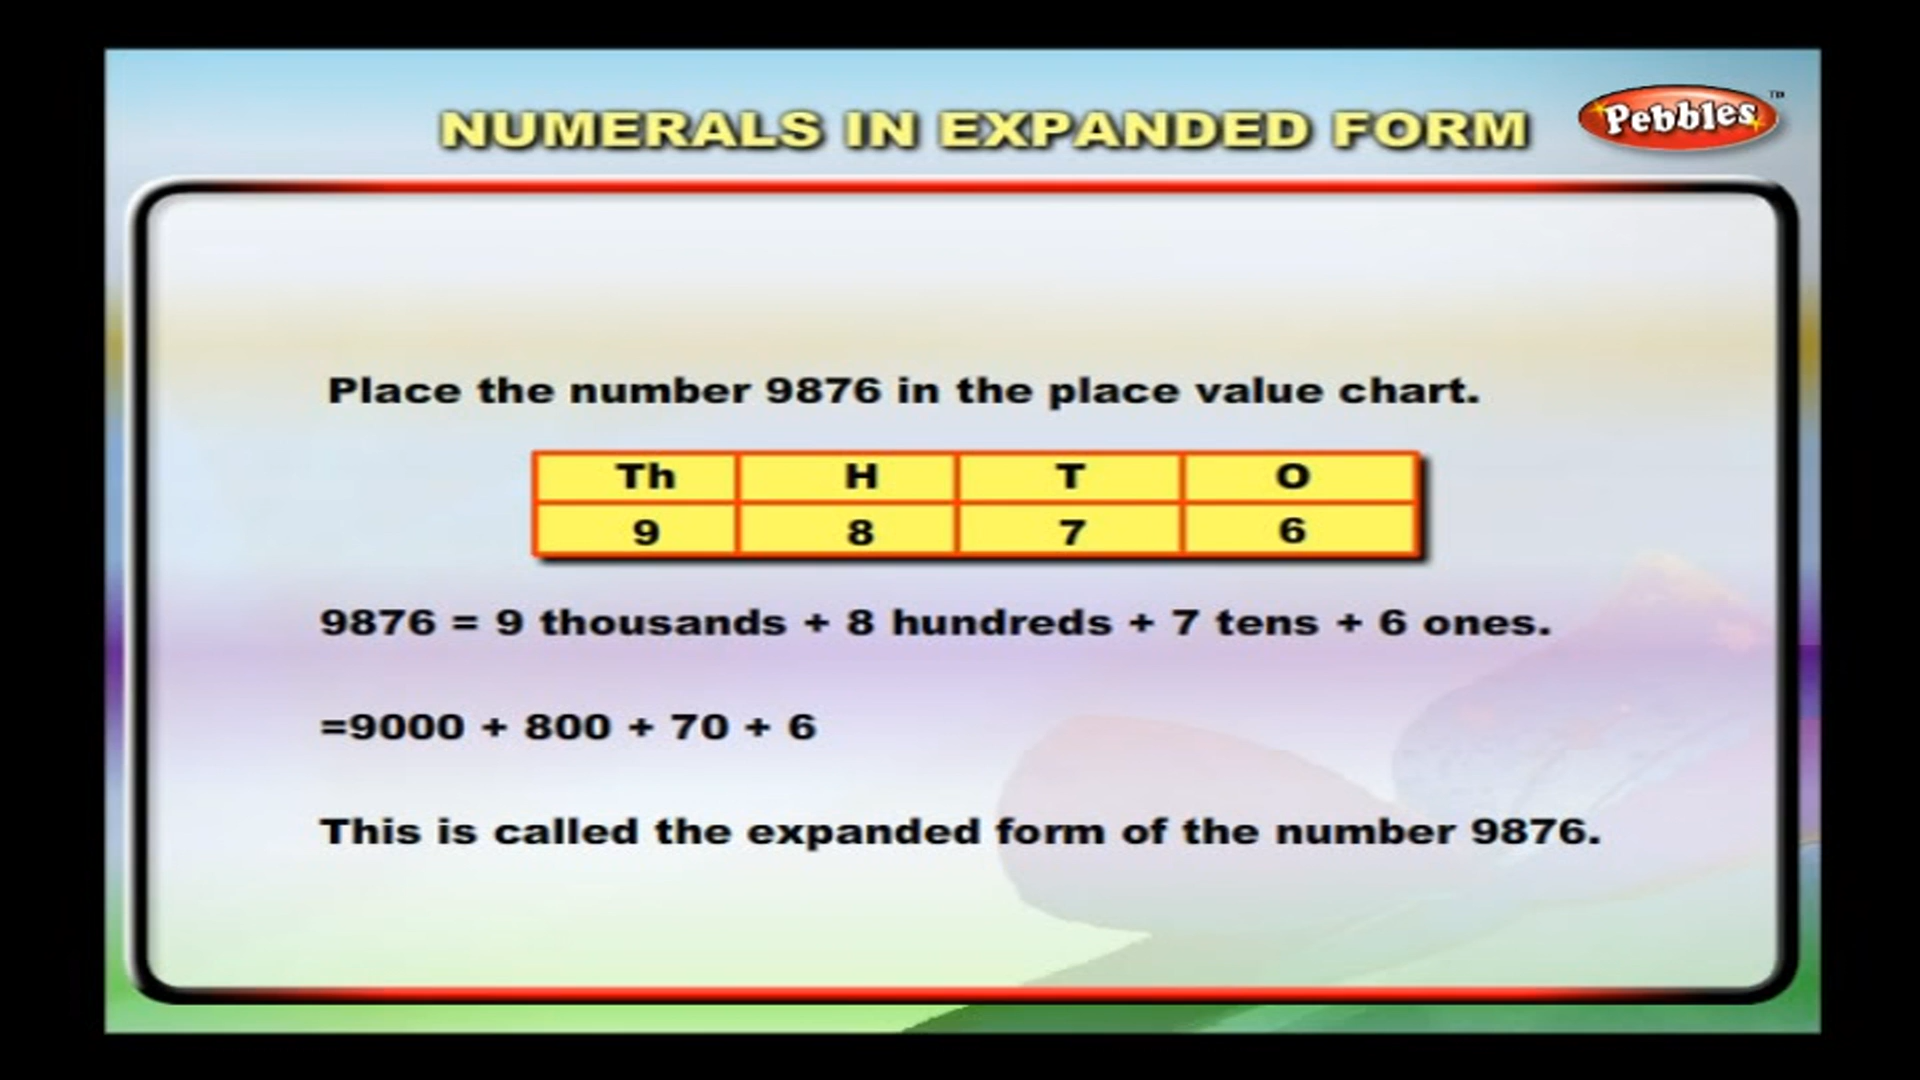 NUMERALS IN EXPANDED FORM
Pebbles™
Place the number 9876 in the place value chart.
Th H T O
9 8 7 6
9876 = 9 thousands + 8 hundreds + 7 tens + 6 ones.
=9000 + 800 + 70 + 6
This is called the expanded form of the number 9876.